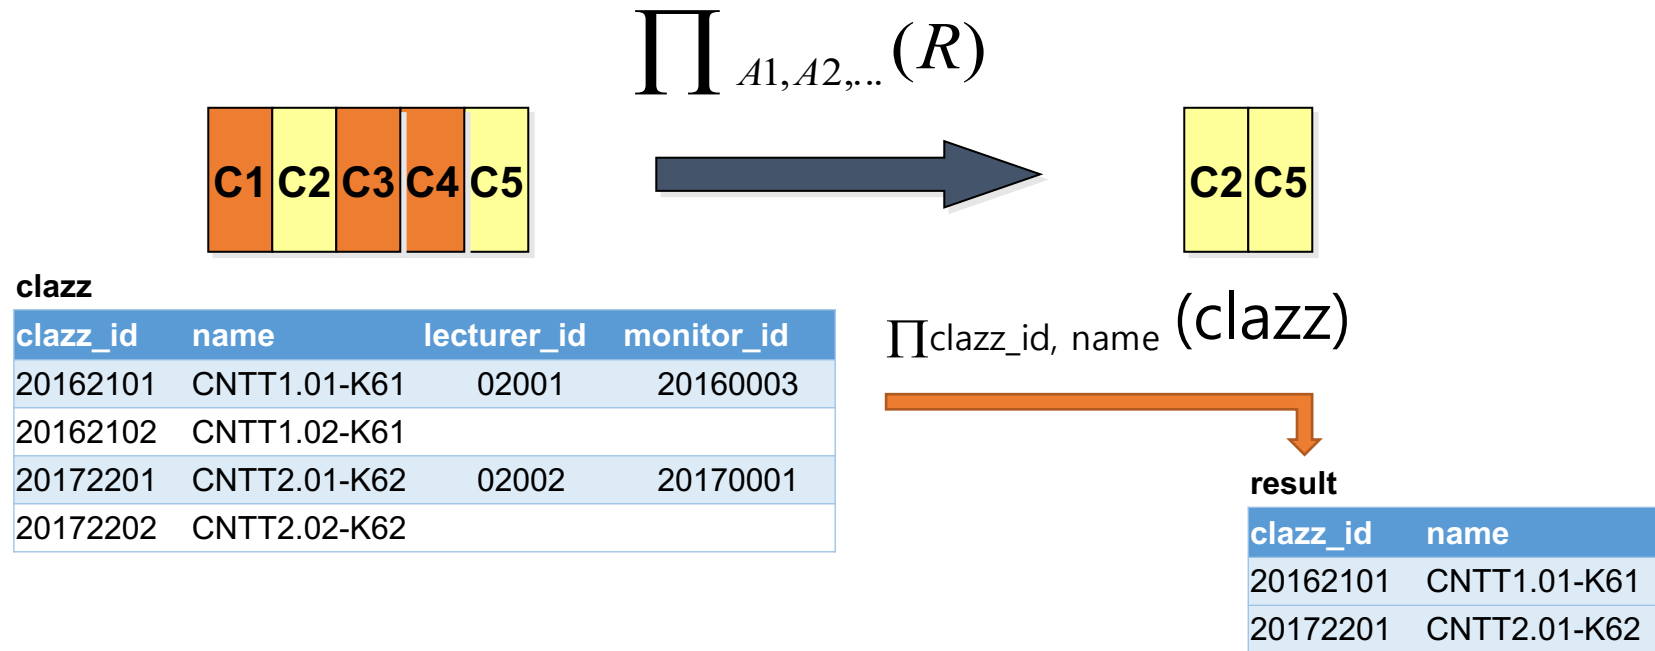 ∏ A1,A2,... (R)
C1 C2 C3 C4 C5
C2 C5
clazz
clazz_id name lecturer_id monitor_id
20162101 CNTT1.01-K61 02001 20160003
20162102 CNTT1.02-K61
20172201 CNTT2.01-K62 02002 20170001
20172202 CNTT2.02-K62
∏clazz_id, name (clazz)
result
clazz_id name
20162101 CNTT1.01-K61
20172201 CNTT2.01-K62